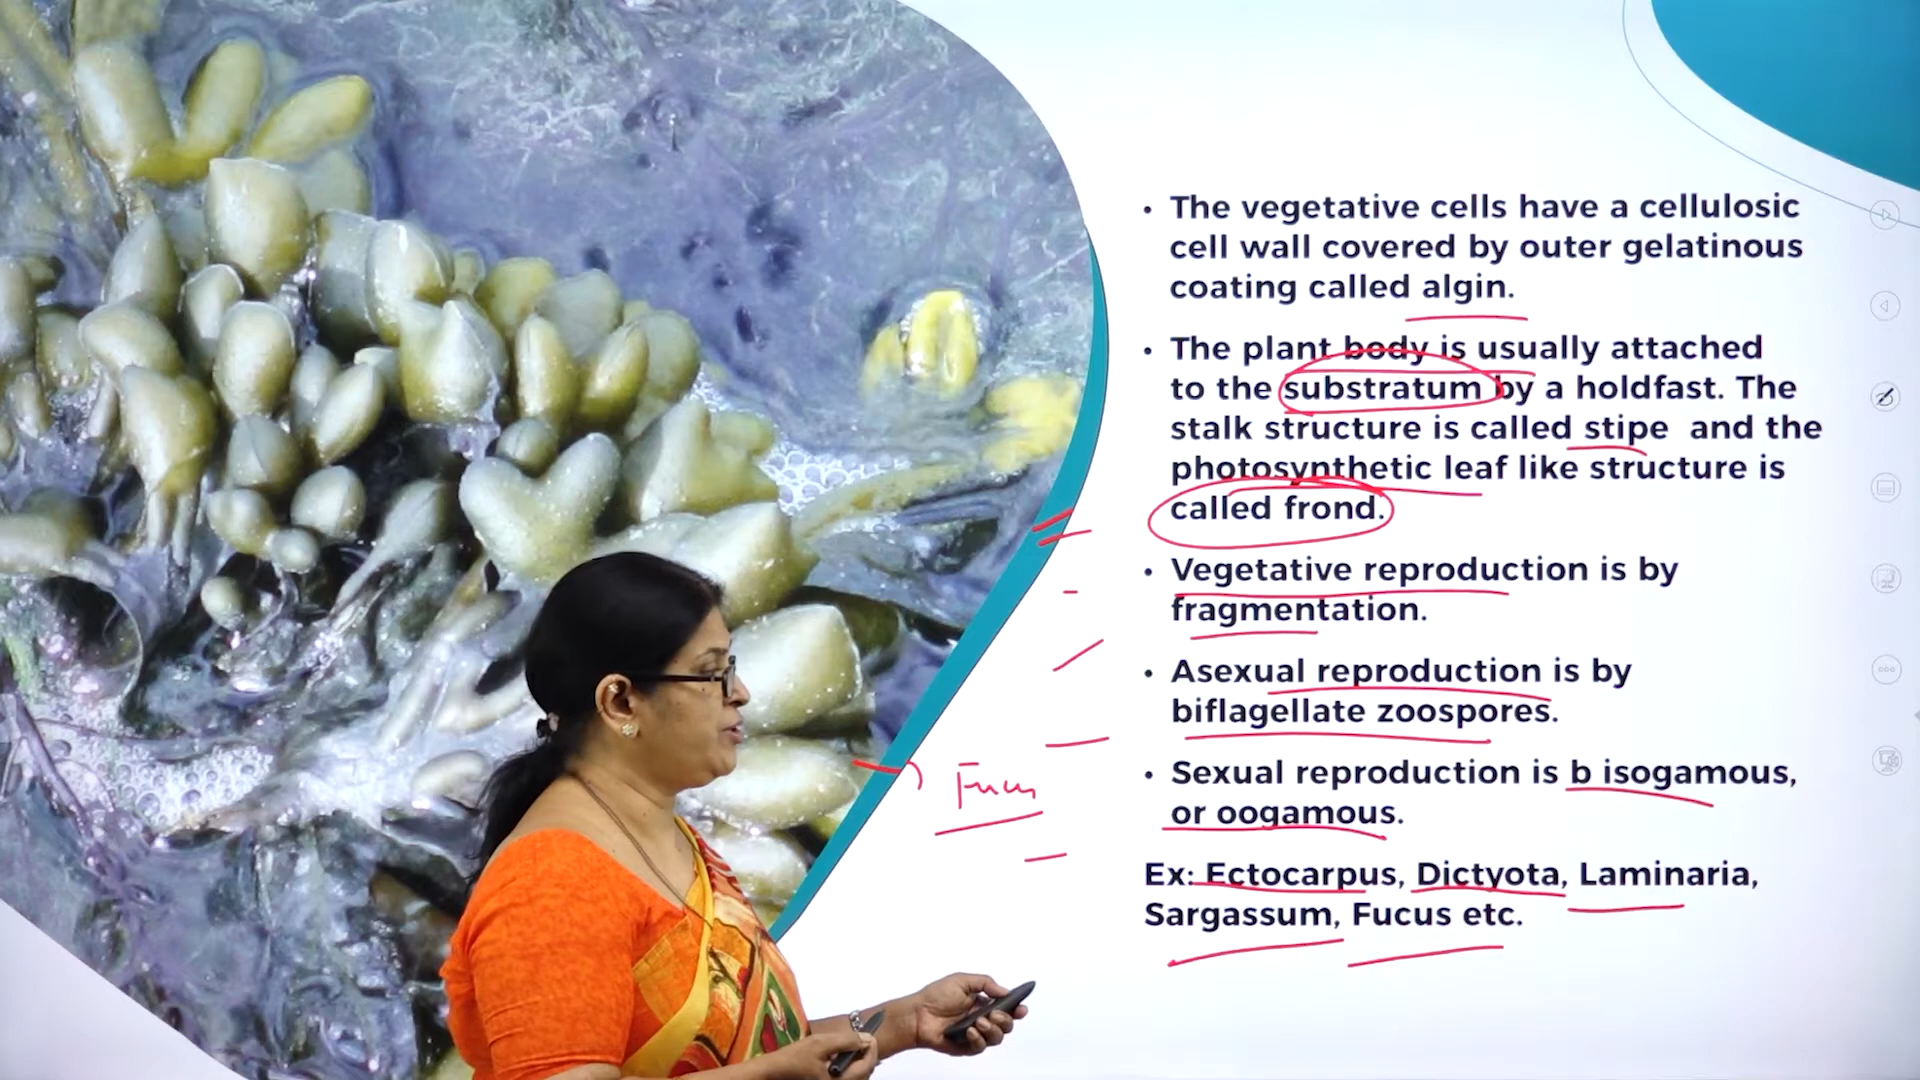 • The vegetative cells have a cellulosic
cell wall covered by outer gelatinous
coating called algin.
• The plant body is usually attached
to the substratum by a holdfast. The
stalk structure is called stipe and the
photosynthetic leaf like structure is
called frond.
• Vegetative reproduction is by
fragmentation.
• Asexual reproduction is by
biflagellate zoospores.
• Sexual reproduction is b isogamous,
or oogamous.
Fucus
Ex: Ectocarpus, Dictyota, Laminaria,
Sargassum, Fucus etc.